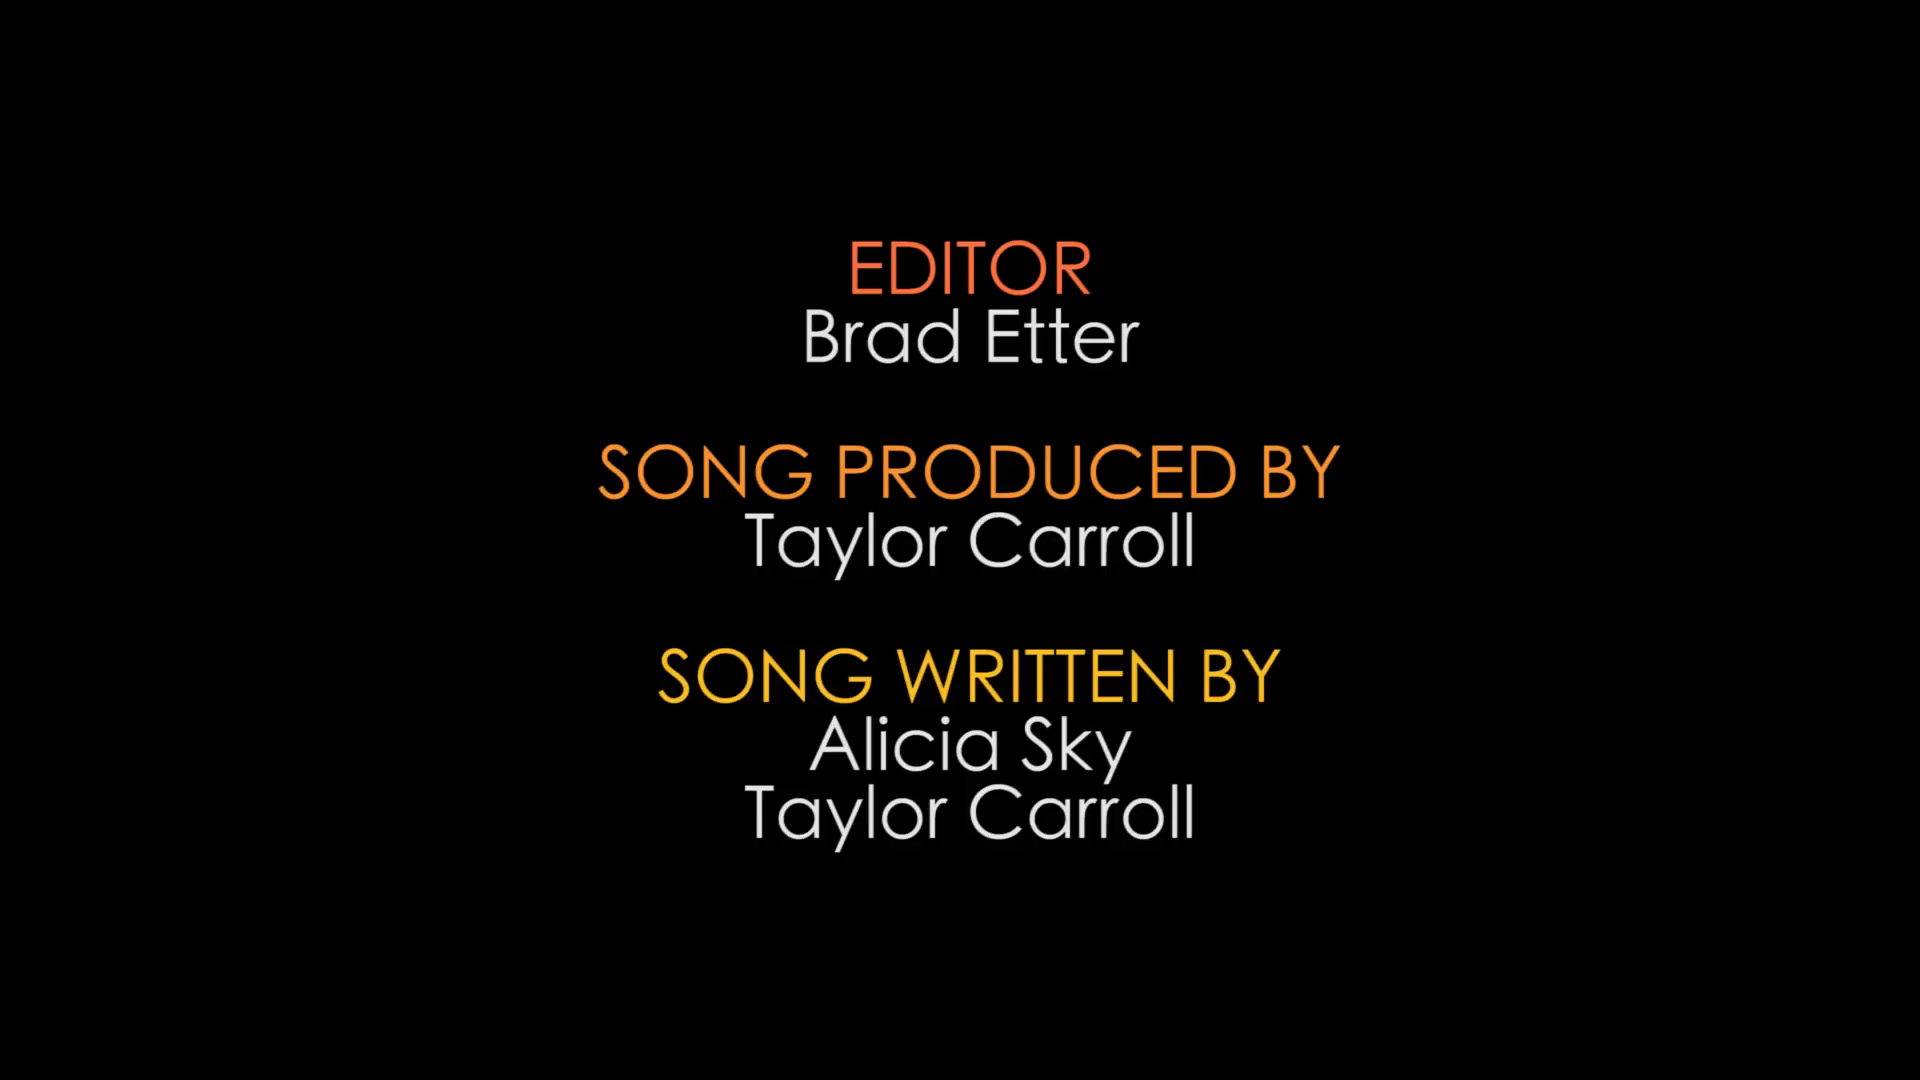 EDITOR
Brad Etter
SONG PRODUCED BY
Taylor Carroll
SONG WRITTEN BY
Alicia Sky
Taylor Carroll